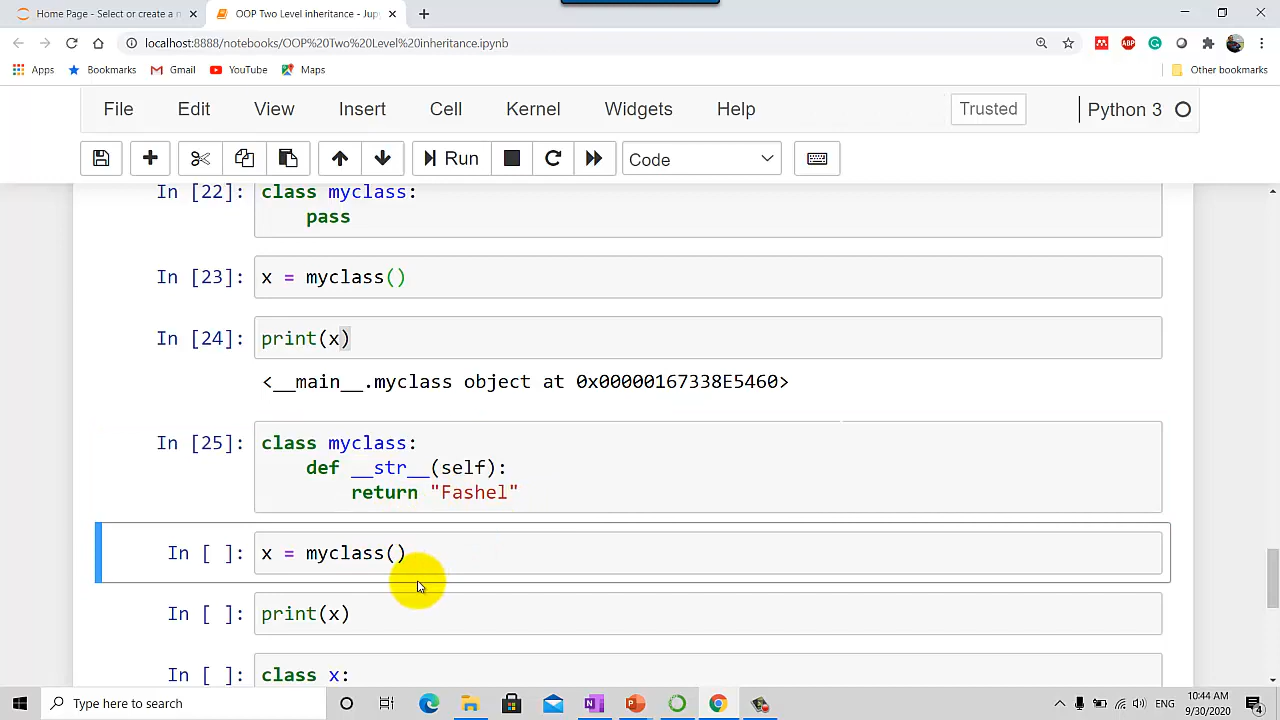 Home Page - Select or create a n
OOP Two Level inheritance - Jup
localhost:8888/notebooks/OOP%20Two%20Level%20inheritance.ipynb
ABP
Apps
Bookmarks
Gmail
YouTube
Maps
Other bookmarks
File Edit View Insert Cell Kernel Widgets Help
Trusted
Python 3
Run
Code
In [22]: class myclass:
pass
In [23]: x = myclass()
In [24]: print(x)
<__main__.myclass object at 0x00000167338E5460>
In [25]: class myclass:
def __str__(self):
return "Fashel"
In [ ]: x = myclass()
In [ ]: print(x)
In [ ]: class x:
Type here to search
10:44 AM
9/30/2020
4